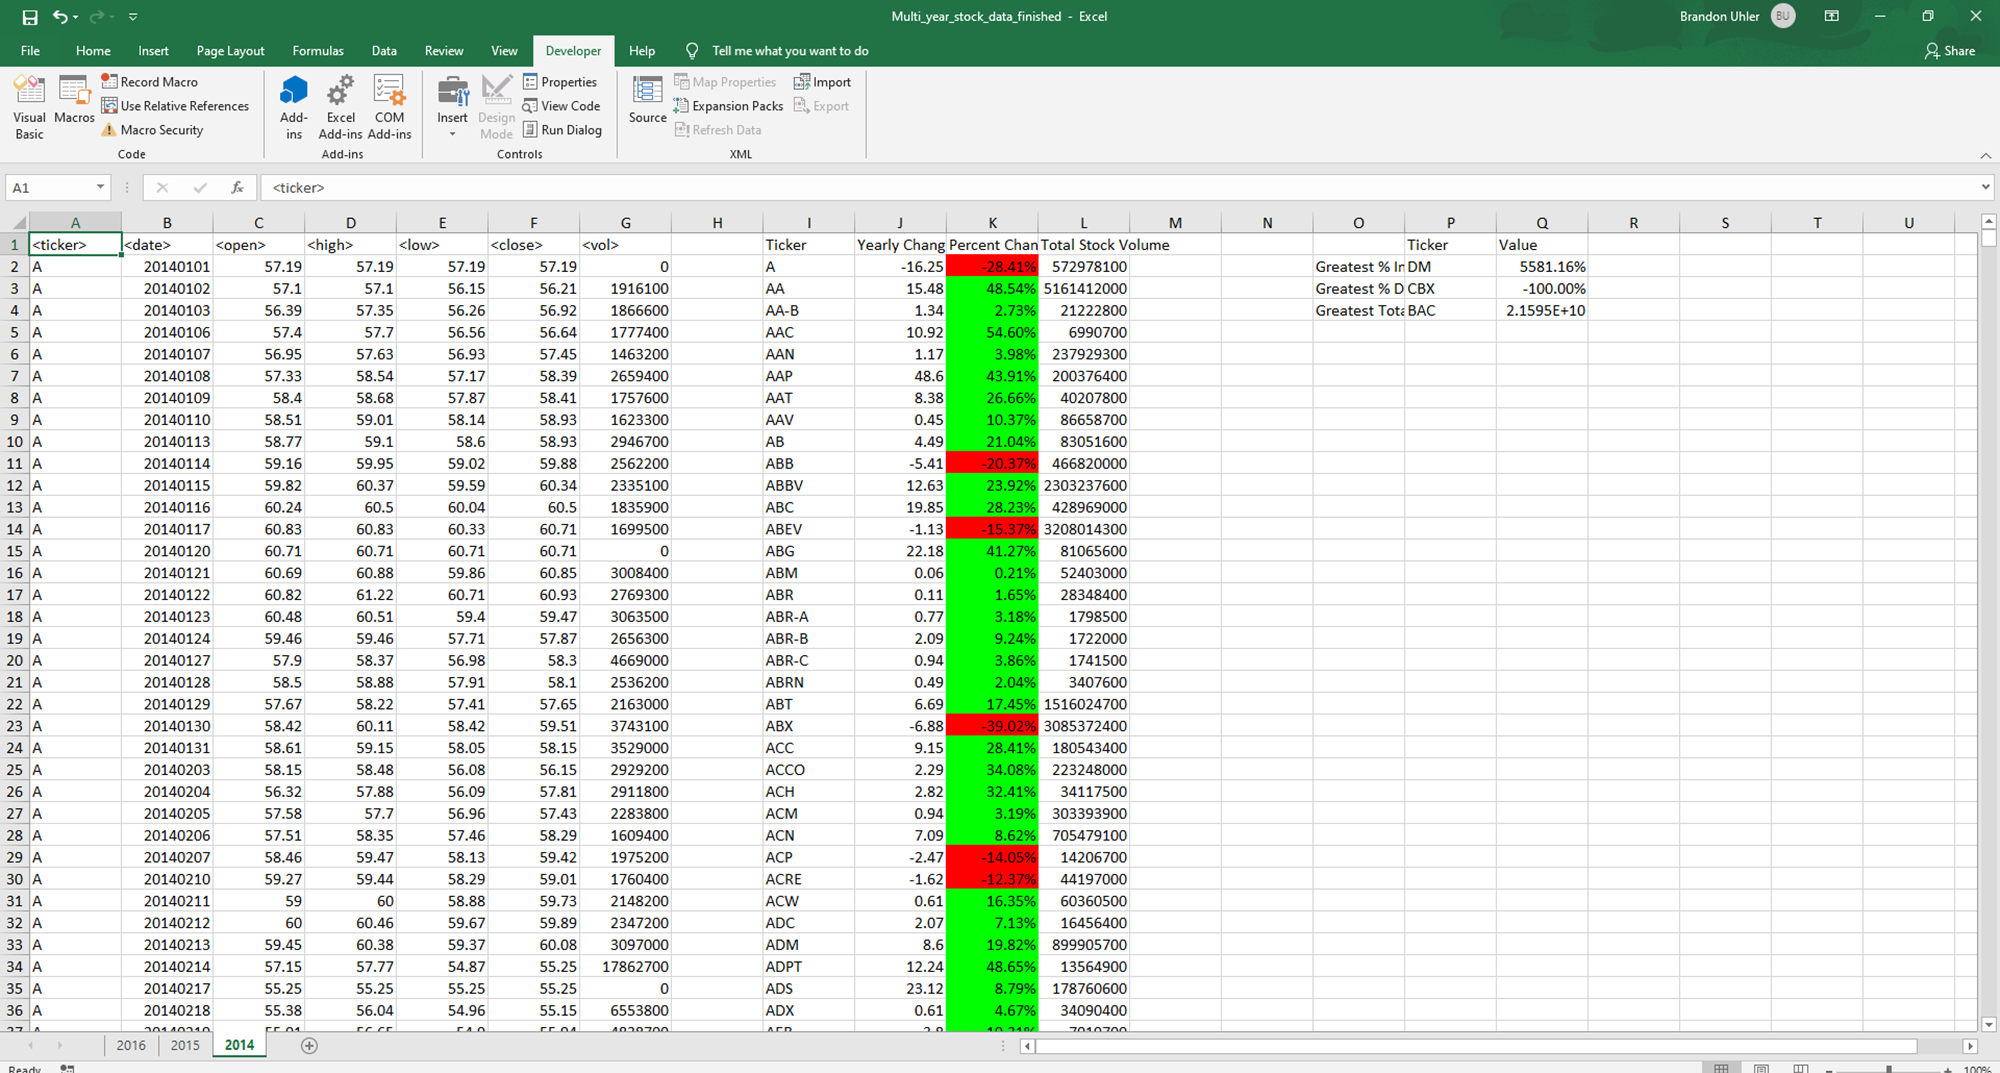 Multi_year_stock_data_finished - Excel
Brandon Uhler BU
File Home Insert Page Layout Formulas Data Review View Developer Help Tell me what you want to do Share
Visual Basic
Macros
Record Macro
Use Relative References
Macro Security
Code
Add-ins
Excel Add-ins
COM Add-ins
Add-ins
Insert
Design Mode
Properties
View Code
Run Dialog
Controls
Source
Map Properties
Expansion Packs
Refresh Data
Import
Export
XML
A1 fx <ticker>
A B C D E F G H I J K L M N O P Q R S T U
1 <ticker> <date> <open> <high> <low> <close> <vol> Ticker Yearly Chang Percent Chan Total Stock Volume Ticker Value
2 A 20140101 57.19 57.19 57.19 57.19 0 A -16.25 -28.41% 572978100 Greatest % In DM 5581.16%
3 A 20140102 57.1 57.1 56.15 56.21 1916100 AA 15.48 48.54% 5161412000 Greatest % D CBX -100.00%
4 A 20140103 56.39 57.35 56.26 56.92 1866600 AA-B 1.34 2.73% 21222800 Greatest Tota BAC 2.1595E+10
5 A 20140106 57.4 57.7 56.56 56.64 1777400 AAC 10.92 54.60% 6990700
6 A 20140107 56.95 57.63 56.93 57.45 1463200 AAN 1.17 3.98% 237929300
7 A 20140108 57.33 58.54 57.17 58.39 2659400 AAP 48.6 43.91% 200376400
8 A 20140109 58.4 58.68 57.87 58.41 1757600 AAT 8.38 26.66% 40207800
9 A 20140110 58.51 59.01 58.14 58.93 1623300 AAV 0.45 10.37% 86658700
10 A 20140113 58.77 59.1 58.6 58.93 2946700 AB 4.49 21.04% 83051600
11 A 20140114 59.16 59.95 59.02 59.88 2562200 ABB -5.41 -20.37% 466820000
12 A 20140115 59.82 60.37 59.59 60.34 2335100 ABBV 12.63 23.92% 2303237600
13 A 20140116 60.24 60.5 60.04 60.5 1835900 ABC 19.85 28.23% 428969000
14 A 20140117 60.83 60.83 60.33 60.71 1699500 ABEV -1.13 -15.37% 3208014300
15 A 20140120 60.71 60.71 60.71 60.71 0 ABG 22.18 41.27% 81065600
16 A 20140121 60.69 60.88 59.86 60.85 3008400 ABM 0.06 0.21% 52403000
17 A 20140122 60.82 61.22 60.71 60.93 2769300 ABR 0.11 1.65% 28348400
18 A 20140123 60.48 60.51 59.4 59.47 3063500 ABR-A 0.77 3.18% 1798500
19 A 20140124 59.46 59.46 57.71 57.87 2656300 ABR-B 2.09 9.24% 1722000
20 A 20140127 57.9 58.37 56.98 58.3 4669000 ABR-C 0.94 3.86% 1741500
21 A 20140128 58.5 58.88 57.91 58.1 2536200 ABRN 0.49 2.04% 3407600
22 A 20140129 57.67 58.22 57.41 57.65 2163000 ABT 6.69 17.45% 1516024700
23 A 20140130 58.42 60.11 58.42 59.51 3743100 ABX -6.88 -39.02% 3085372400
24 A 20140131 58.61 59.15 58.05 58.15 3529000 ACC 9.15 28.41% 180543400
25 A 20140203 58.15 58.48 56.08 56.15 2929200 ACCO 2.29 34.08% 223248000
26 A 20140204 56.32 57.88 56.09 57.81 2911800 ACH 2.82 32.41% 34117500
27 A 20140205 57.58 57.7 56.96 57.43 2283800 ACM 0.94 3.19% 303393900
28 A 20140206 57.51 58.35 57.46 58.29 1609400 ACN 7.09 8.62% 705479100
29 A 20140207 58.46 59.47 58.13 59.42 1975200 ACP -2.47 -14.05% 14206700
30 A 20140210 59.27 59.44 58.29 59.01 1760400 ACRE -1.62 -12.37% 44197000
31 A 20140211 59 60 58.88 59.73 2148200 ACW 0.61 16.35% 60360500
32 A 20140212 60 60.46 59.67 59.89 2347200 ADC 2.07 7.13% 16456400
33 A 20140213 59.45 60.38 59.37 60.08 3097000 ADM 8.6 19.82% 899905700
34 A 20140214 57.15 57.77 54.87 55.25 17862700 ADPT 12.24 48.65% 13564900
35 A 20140217 55.25 55.25 55.25 55.25 0 ADS 23.12 8.79% 178760600
36 A 20140218 55.38 56.04 54.96 55.15 6553800 ADX 0.61 4.67% 34090400
2016 2015 2014
Ready 100%